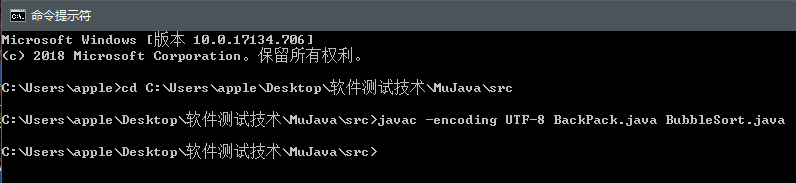 命令提示符
Microsoft Windows [版本 10.0.17134.706]
(c) 2018 Microsoft Corporation。保留所有权利。
C:\Users\apple>cd C:\Users\apple\Desktop\软件测试技术\MuJava\src
C:\Users\apple\Desktop\软件测试技术\MuJava\src>javac -encoding UTF-8 BackPack.java BubbleSort.java
C:\Users\apple\Desktop\软件测试技术\MuJava\src>